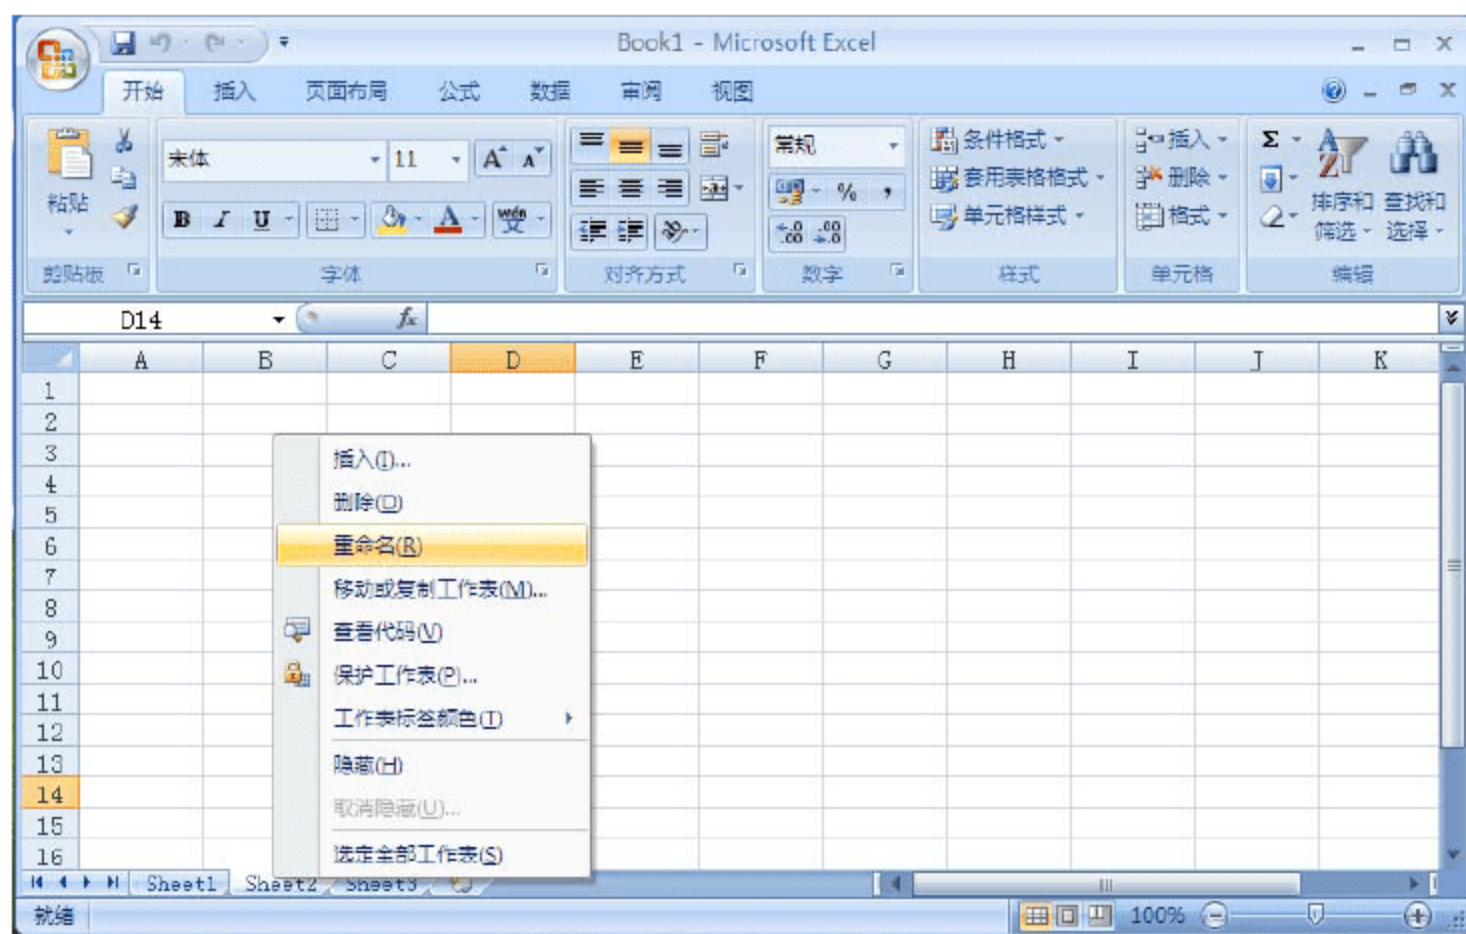 Book1 - Microsoft Excel
开始 插入 页面布局 公式 数据 审阅 视图
宋体 11 A A 常规 条件格式 插入 Σ
粘贴 % , 套用表格格式 删除 排序和筛选 查找和选择
B I U A wén 文 .00 .0 单元格样式 格式
剪贴板 字体 对齐方式 数字 样式 单元格 编辑
D14 fx
A B C D E F G H I J K
1
2
3
4
5
6
7
8
9
10
11
12
13
14
15
16
插入(I)...
删除(D)
重命名(R)
移动或复制工作表(M)...
查看代码(V)
保护工作表(P)...
工作表标签颜色(T)
隐藏(H)
取消隐藏(U)...
选定全部工作表(S)
Sheet1 Sheet2 Sheet3
就绪 100%